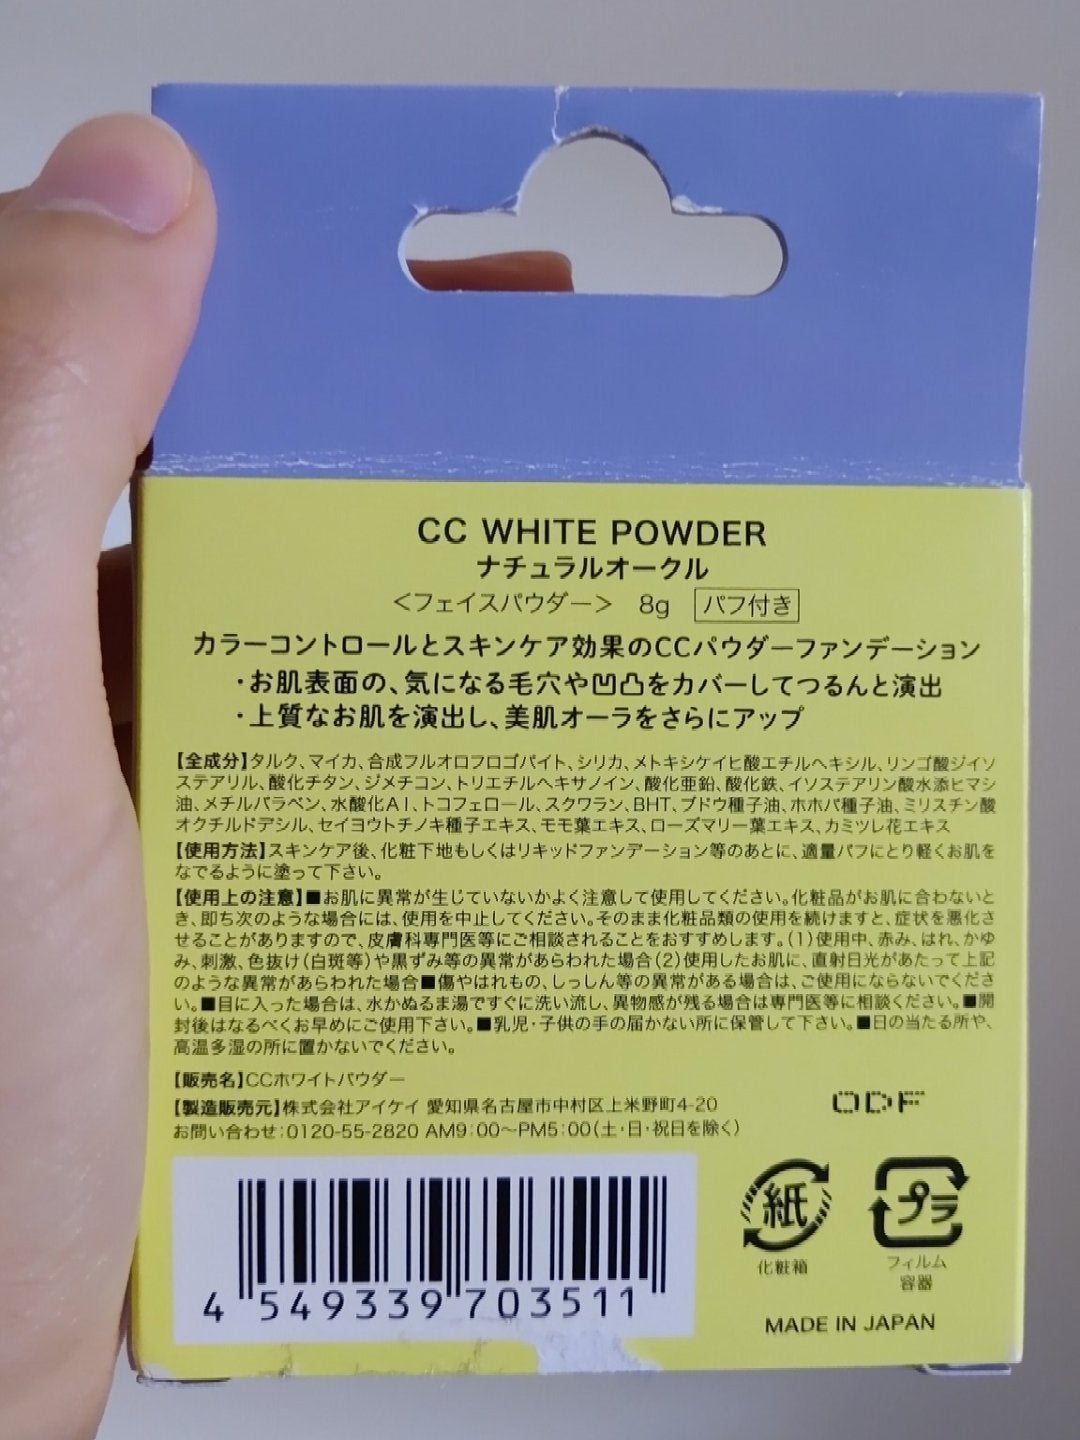 CC WHITE POWDER
ナチュラルオークル
＜フェイスパウダー＞ 8g パフ付き
カラーコントロールとスキンケア効果のCCパウダーファンデーション
・お肌表面の、気になる毛穴や凹凸をカバーしてつるんと演出
・上質なお肌を演出し、美肌オーラをさらにアップ
【全成分】タルク、マイカ、合成フルオロフロゴパイト、シリカ、メトキシケイヒ酸エチルヘキシル、リンゴ酸ジイソ
ステアリル、酸化チタン、ジメチコン、トリエチルヘキサノイン、酸化亜鉛、酸化鉄、イソステアリン酸水添ヒマシ
油、メチルパラベン、水酸化Al、トコフェロール、スクワラン、BHT、ブドウ種子油、ホホバ種子油、ミリスチン酸
オクチルドデシル、セイヨウトチノキ種子エキス、モモ葉エキス、ローズマリー葉エキス、カミツレ花エキス
【使用方法】スキンケア後、化粧下地もしくはリキッドファンデーション等のあとに、適量パフにとり軽くお肌を
なでるように塗って下さい。
【使用上の注意】■お肌に異常が生じていないかよく注意して使用してください。化粧品がお肌に合わないと
き、即ち次のような場合には、使用を中止してください。そのまま化粧品類の使用を続けますと、症状を悪化さ
せることがありますので、皮膚科専門医等にご相談されることをおすすめします。(1)使用中、赤み、はれ、かゆ
み、刺激、色抜け(白斑等)や黒ずみ等の異常があらわれた場合(2)使用したお肌に、直射日光があたって上記
のような異常があらわれた場合■傷やはれもの、しっしん等の異常がある場合は、ご使用にならないでくださ
い。■目に入った場合は、水かぬるま湯ですぐに洗い流し、異物感が残る場合は専門医等に相談ください。■開
封後はなるべくお早めにご使用下さい。■乳児・子供の手の届かない所に保管して下さい。■日の当たる所や、
高温多湿の所に置かないでください。
【販売名】CCホワイトパウダー
【製造販売元】株式会社アイケイ 愛知県名古屋市中村区上米野町4-20
お問い合わせ：0120-55-2820 AM9：00〜PM5：00(土・日・祝日を除く)
ODF
4 549339 703511
紙
化粧箱
プラ
フィルム
容器
MADE IN JAPAN